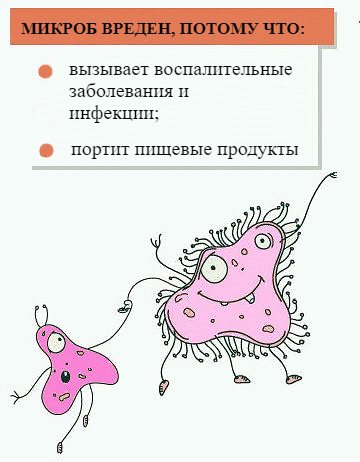 МИКРОБ ВРЕДЕН, ПОТОМУ ЧТО:
вызывает воспалительные
заболевания и
инфекции;
портит пищевые продукты